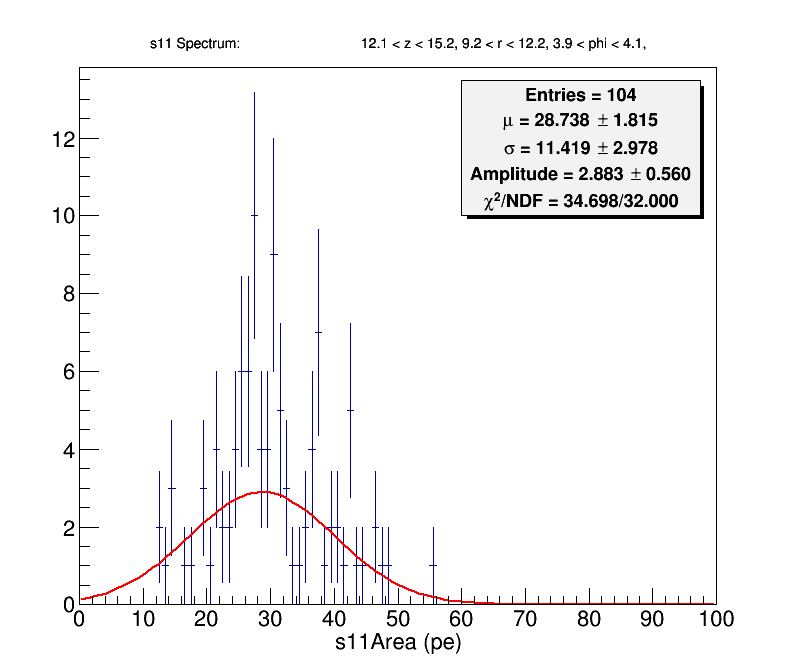 s11 Spectrum: 12.1 < z < 15.2, 9.2 < r < 12.2, 3.9 < phi < 4.1,
Entries = 104
μ = 28.738 ± 1.815
σ = 11.419 ± 2.978
Amplitude = 2.883 ± 0.560
χ²/NDF = 34.698/32.000
12
10
8
6
4
2
0
0 10 20 30 40 50 60 70 80 90 100
s11Area (pe)